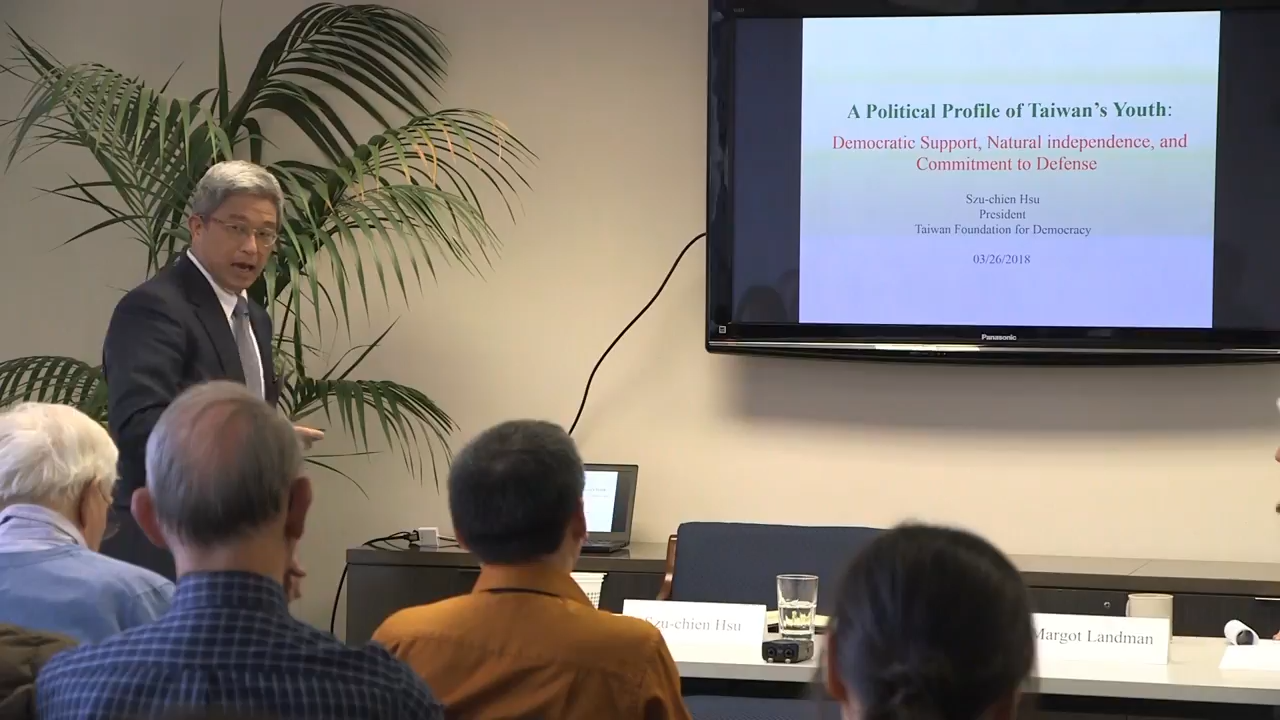 A Political Profile of Taiwan's Youth:
Democratic Support, Natural independence, and
Commitment to Defense
Szu-chien Hsu
President
Taiwan Foundation for Democracy
03/26/2018
Panasonic
Szu-chien Hsu
Margot Landman